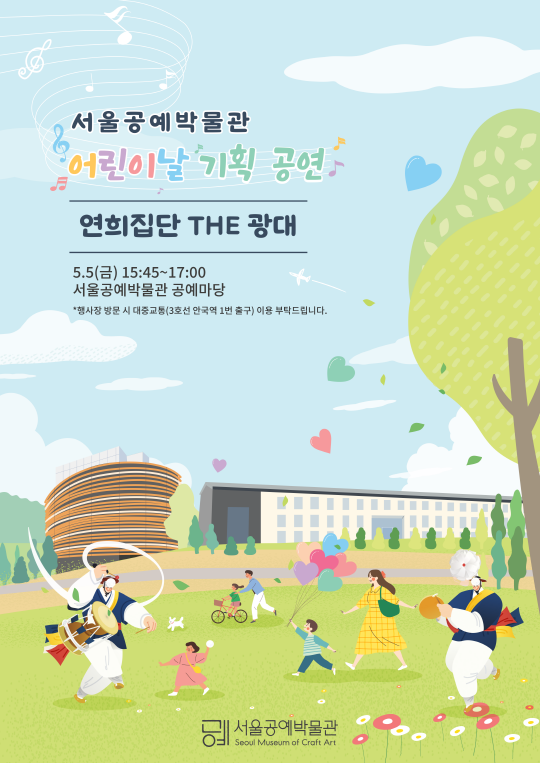 서울공예박물관
어린이날 기획 공연
연희집단 THE 광대
5.5(금) 15:45~17:00
서울공예박물관 공예마당
*행사장 방문 시 대중교통(3호선 안국역 1번 출구) 이용 부탁드립니다.
서울공예박물관
Seoul Museum of Craft Art